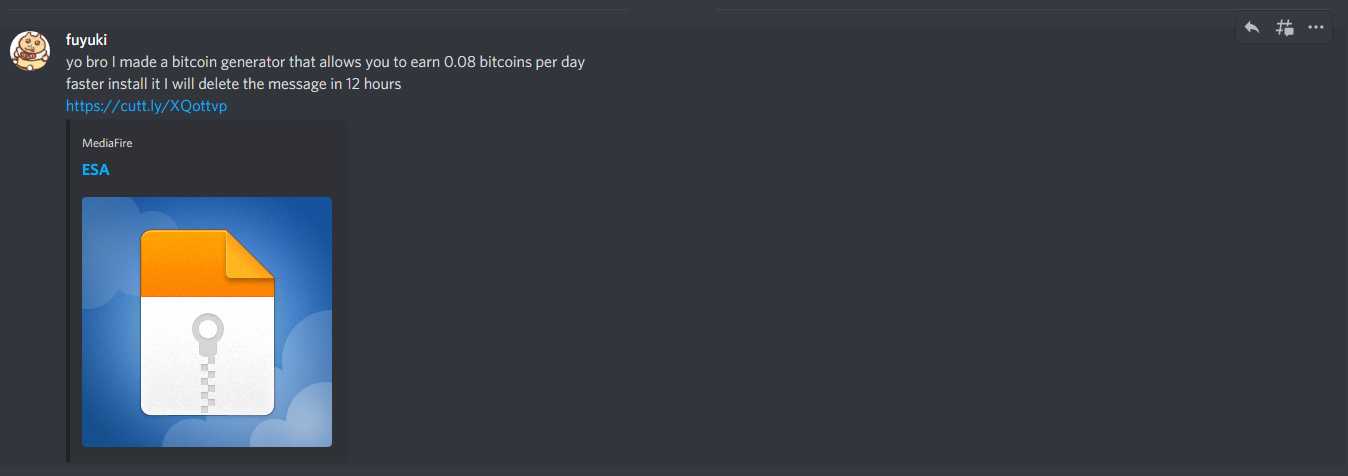 fuyuki
yo bro I made a bitcoin generator that allows you to earn 0.08 bitcoins per day
faster install it I will delete the message in 12 hours
https://cutt.ly/XQottvp
MediaFire
ESA